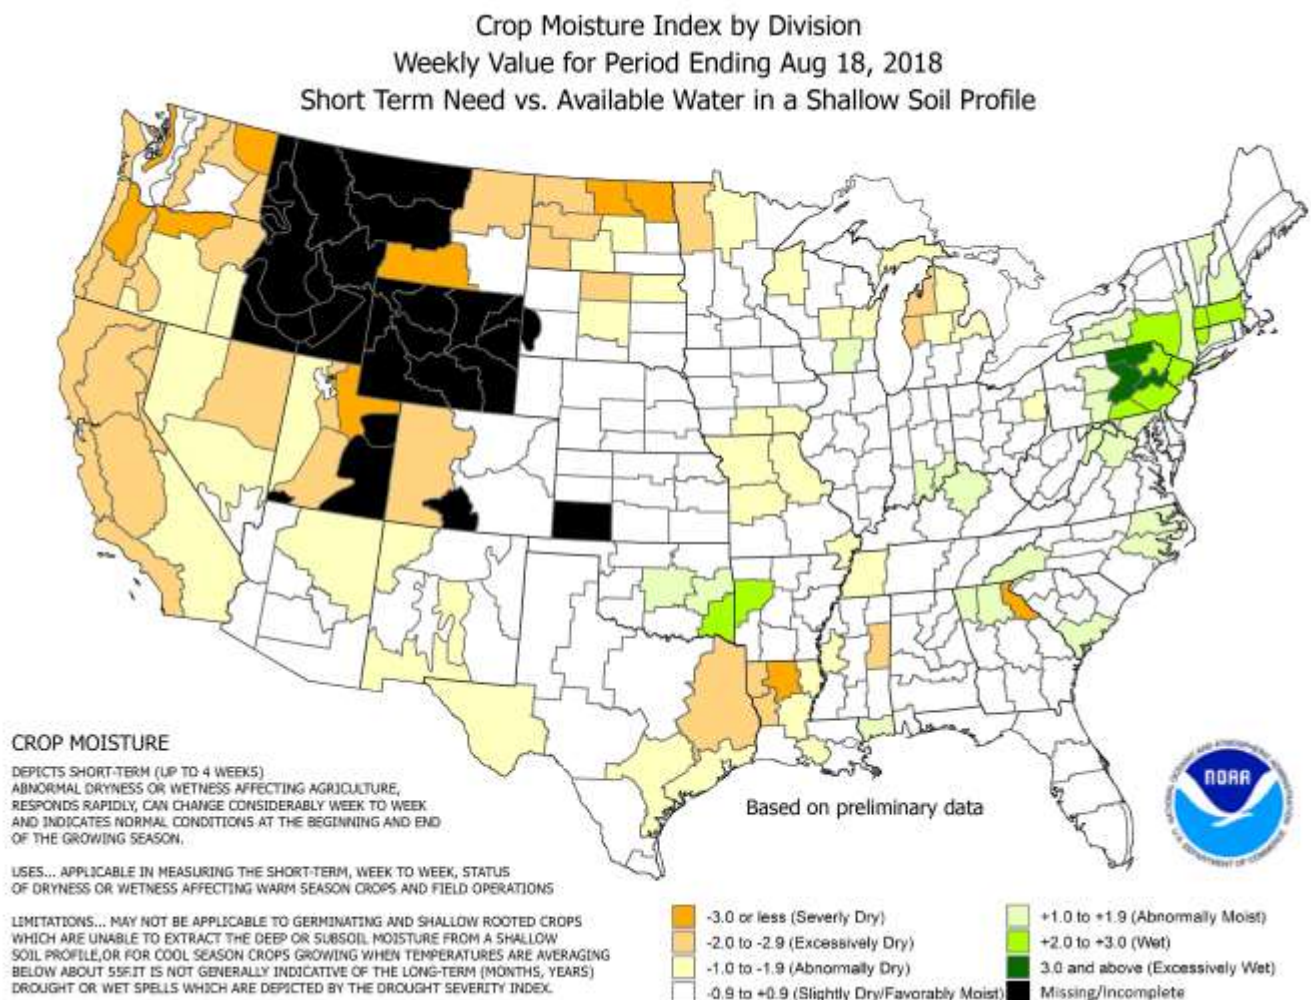 Crop Moisture Index by Division
Weekly Value for Period Ending Aug 18, 2018
Short Term Need vs. Available Water in a Shallow Soil Profile
CROP MOISTURE
DEPICTS SHORT-TERM (UP TO 4 WEEKS)
ABNORMAL DRYNESS OR WETNESS AFFECTING AGRICULTURE,
RESPONDS RAPIDLY, CAN CHANGE CONSIDERABLY WEEK TO WEEK
AND INDICATES NORMAL CONDITIONS AT THE BEGINNING AND END
OF THE GROWING SEASON.
USES... APPLICABLE IN MEASURING THE SHORT-TERM, WEEK TO WEEK, STATUS
OF DRYNESS OR WETNESS AFFECTING WARM SEASON CROPS AND FIELD OPERATIONS
LIMITATIONS... MAY NOT BE APPLICABLE TO GERMINATING AND SHALLOW ROOTED CROPS
WHICH ARE UNABLE TO EXTRACT THE DEEP OR SUBSOIL MOISTURE FROM A SHALLOW
SOIL PROFILE,OR FOR COOL SEASON CROPS GROWING WHEN TEMPERATURES ARE AVERAGING
BELOW ABOUT 55F.IT IS NOT GENERALLY INDICATIVE OF THE LONG-TERM (MONTHS, YEARS)
DROUGHT OR WET SPELLS WHICH ARE DEPICTED BY THE DROUGHT SEVERITY INDEX.
Based on preliminary data
NOAA
NATIONAL OCEANIC AND ATMOSPHERIC ADMINISTRATION
U.S. DEPARTMENT OF COMMERCE
-3.0 or less (Severly Dry)
-2.0 to -2.9 (Excessively Dry)
-1.0 to -1.9 (Abnormally Dry)
-0.9 to +0.9 (Slightly Dry/Favorably Moist)
+1.0 to +1.9 (Abnormally Moist)
+2.0 to +3.0 (Wet)
3.0 and above (Excessively Wet)
Missing/Incomplete